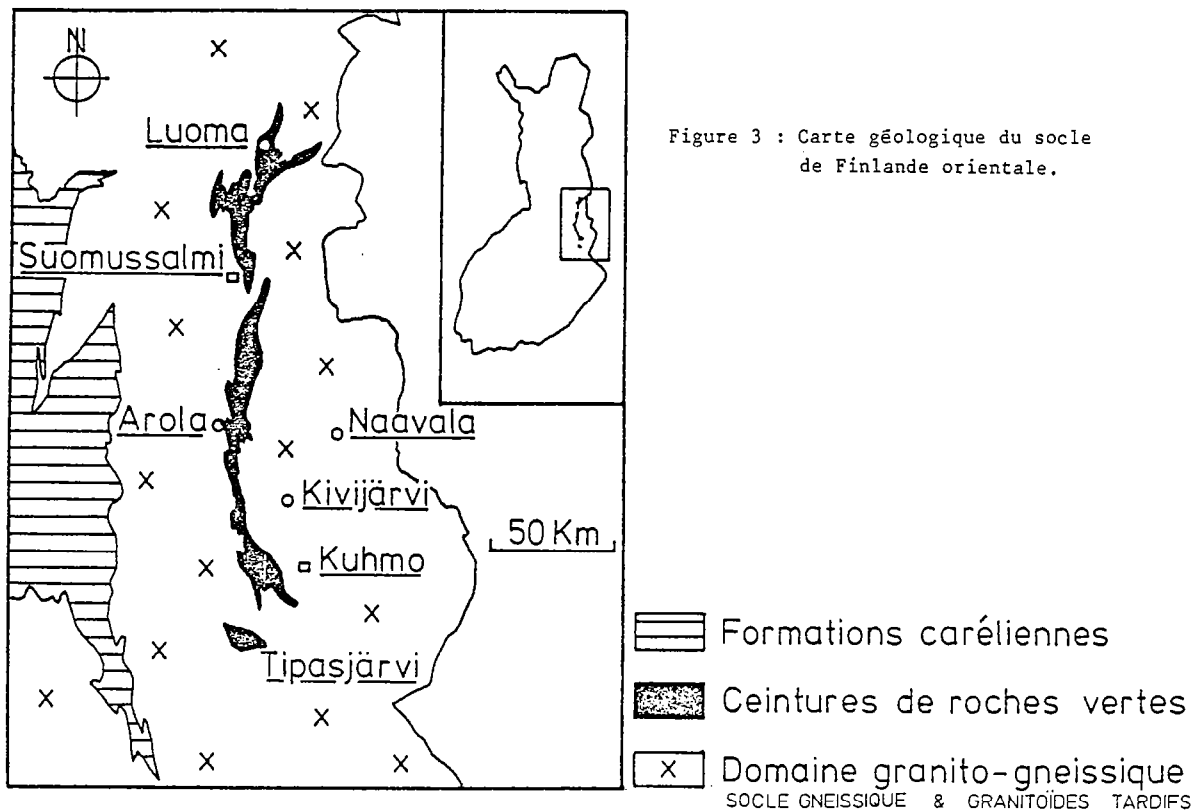 N
Luoma
Suomussalmi
Arola
Naavala
Kivijärvi
50 Km
Kuhmo
Tipasjärvi
Figure 3 : Carte géologique du socle
de Finlande orientale.
Formations caréliennes
Ceintures de roches vertes
Domaine granito-gneissique
SOCLE GNEISSIQUE & GRANITOÏDES TARDIFS